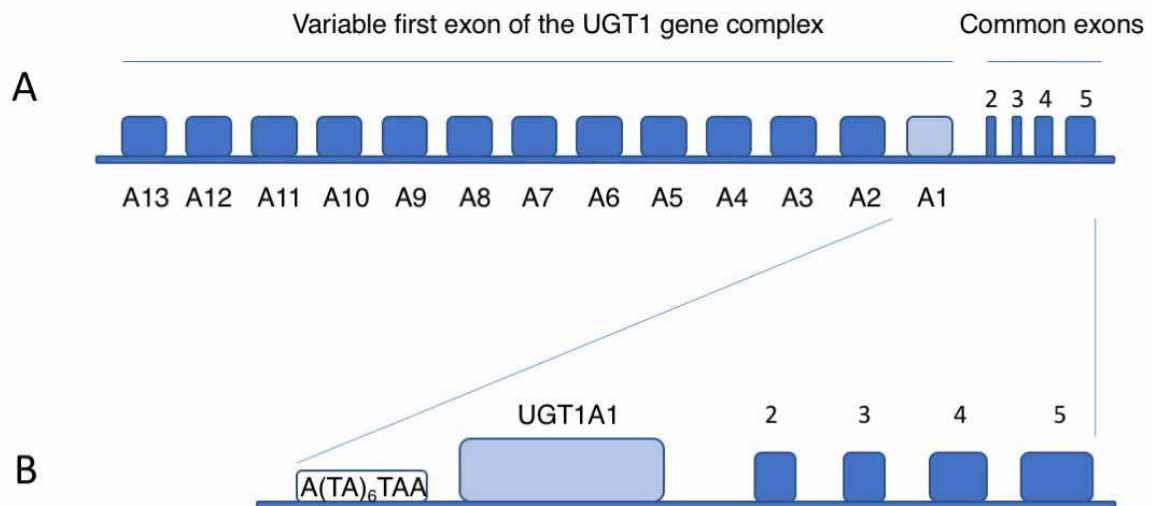 Variable first exon of the UGT1 gene complex Common exons
A
2 3 4 5
A13 A12 A11 A10 A9 A8 A7 A6 A5 A4 A3 A2 A1
UGT1A1 2 3 4 5
B
A(TA)₆TAA